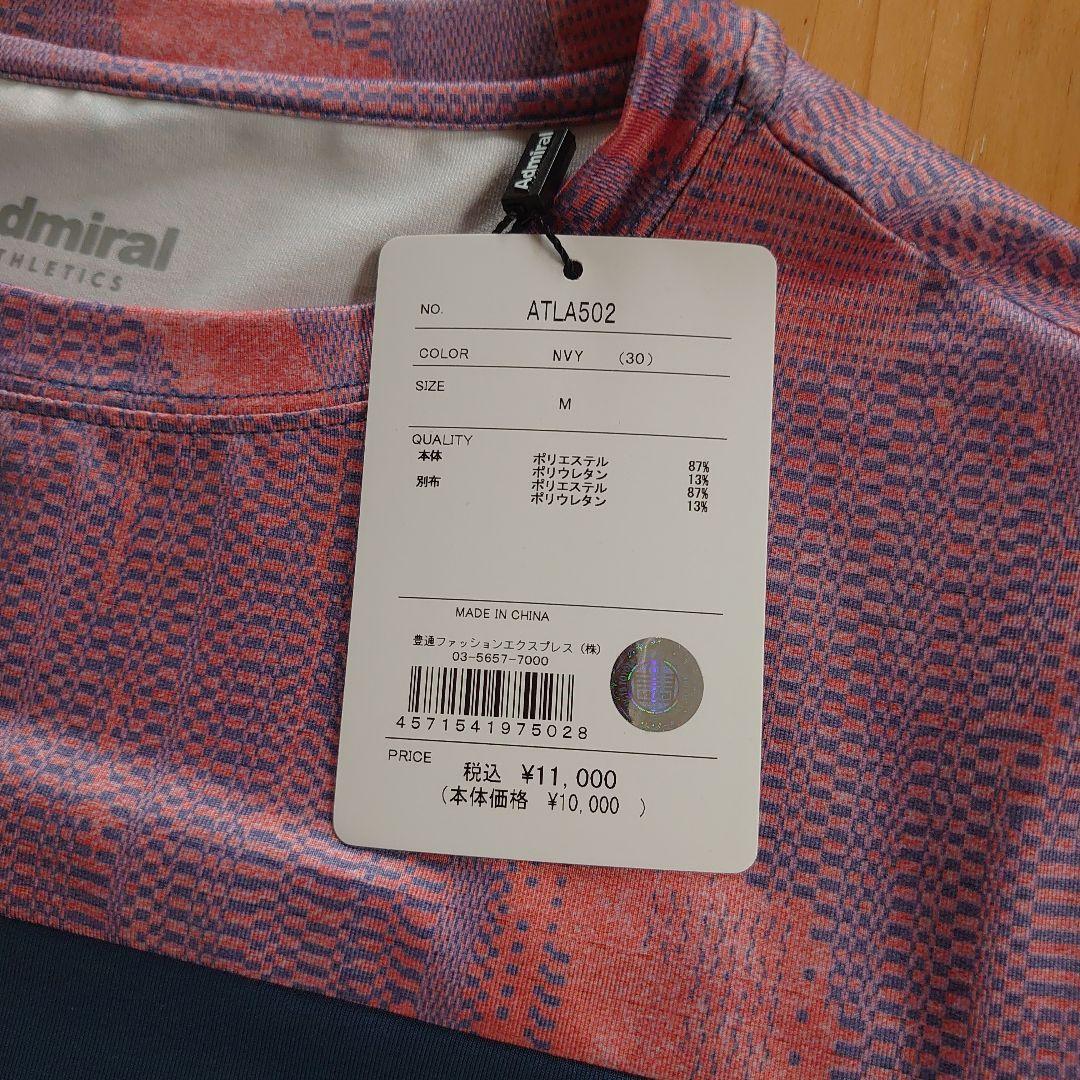 Admiral
dmiral
THLETICS
NO. ATLA502
COLOR NVY (30)
SIZE
M
QUALITY
本体 ポリエステル 87%
ポリウレタン 13%
別布 ポリエステル 87%
ポリウレタン 13%
MADE IN CHINA
豊通ファッションエクスプレス（株）
03-5657-7000
4571541975028
PRICE 税込 ¥11,000
(本体価格 ¥10,000 )